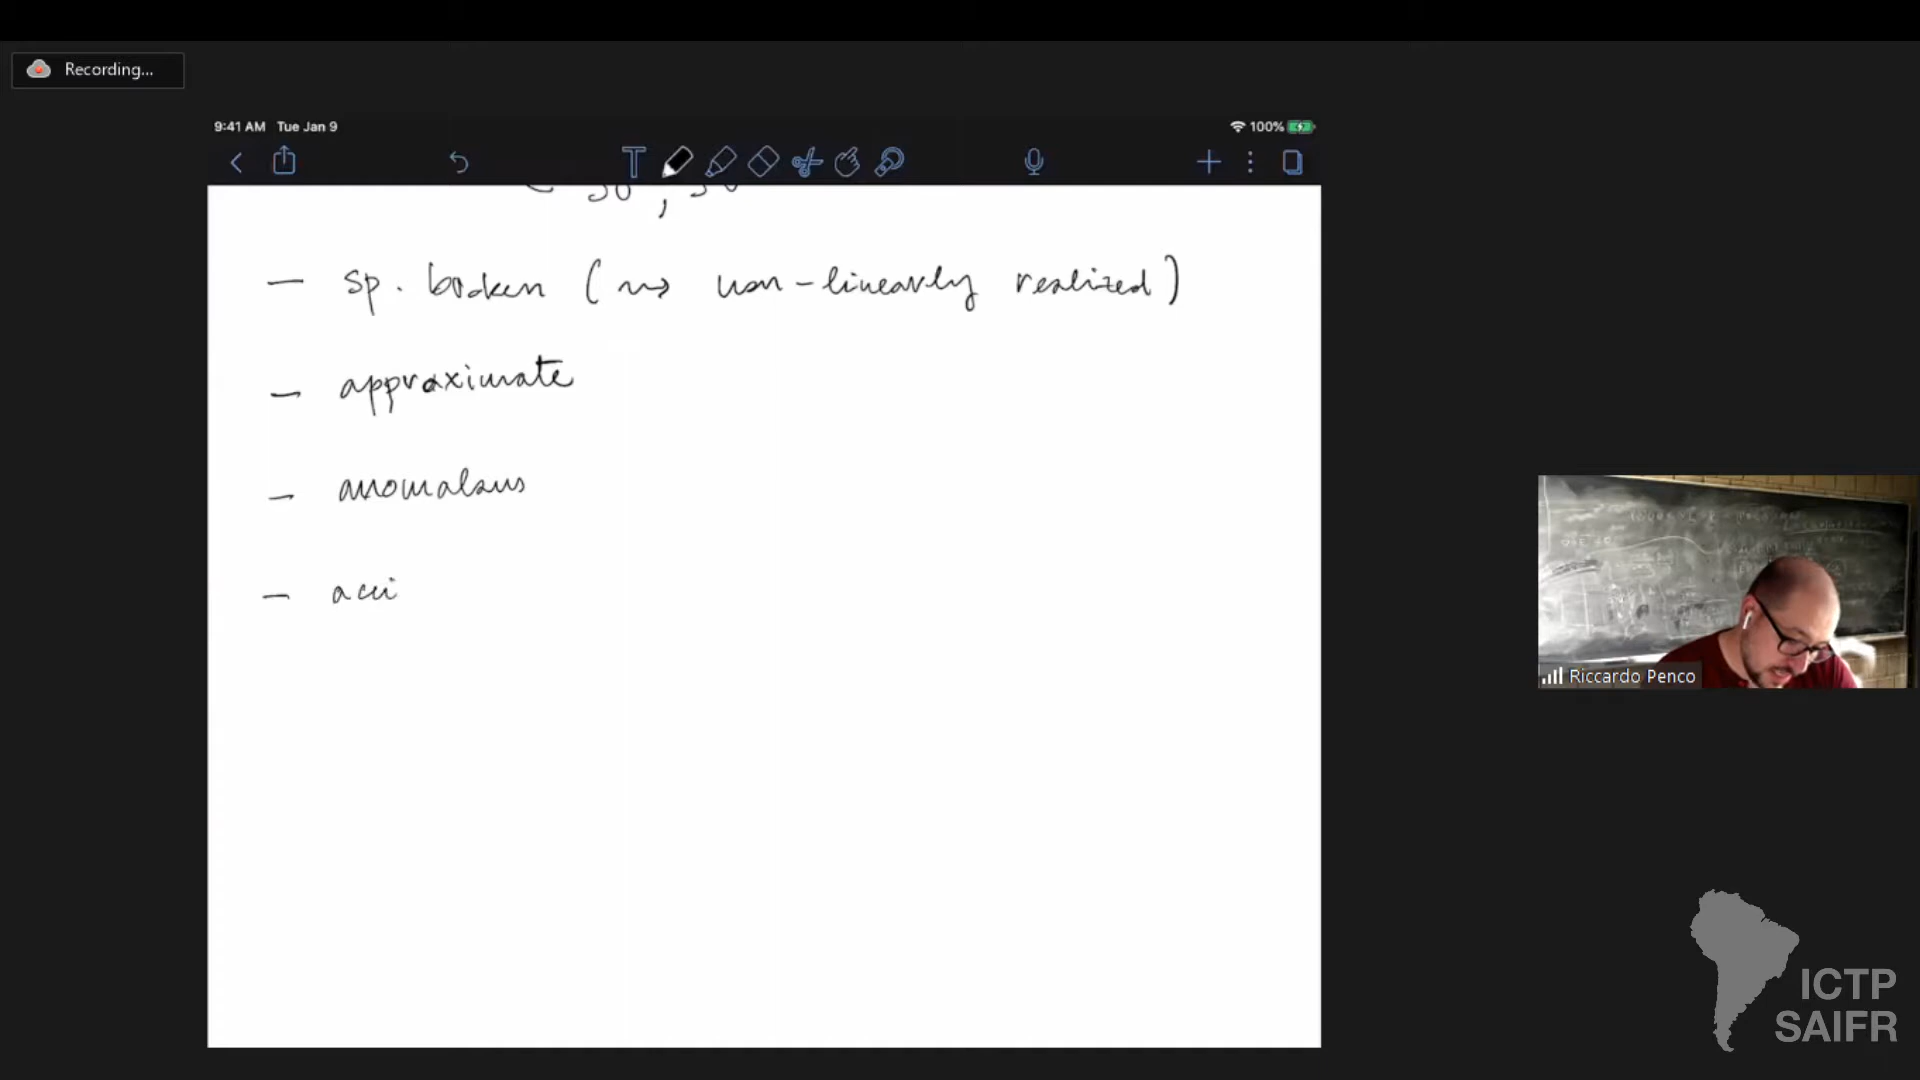 Recording...
9:41 AM Tue Jan 9
100%
T
— sp. broken (⇝ non-linearly realized)
— approximate
— anomalous
— acci
Riccardo Penco
ICTP
SAIFR